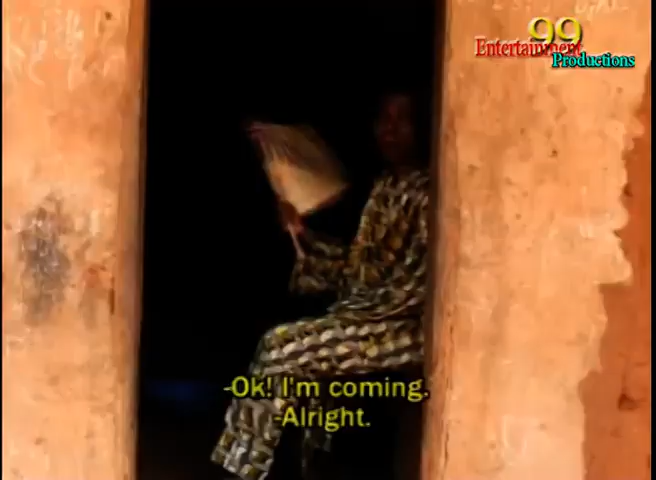 99
Entertainment
Productions
-Ok! I'm coming.
-Alright.